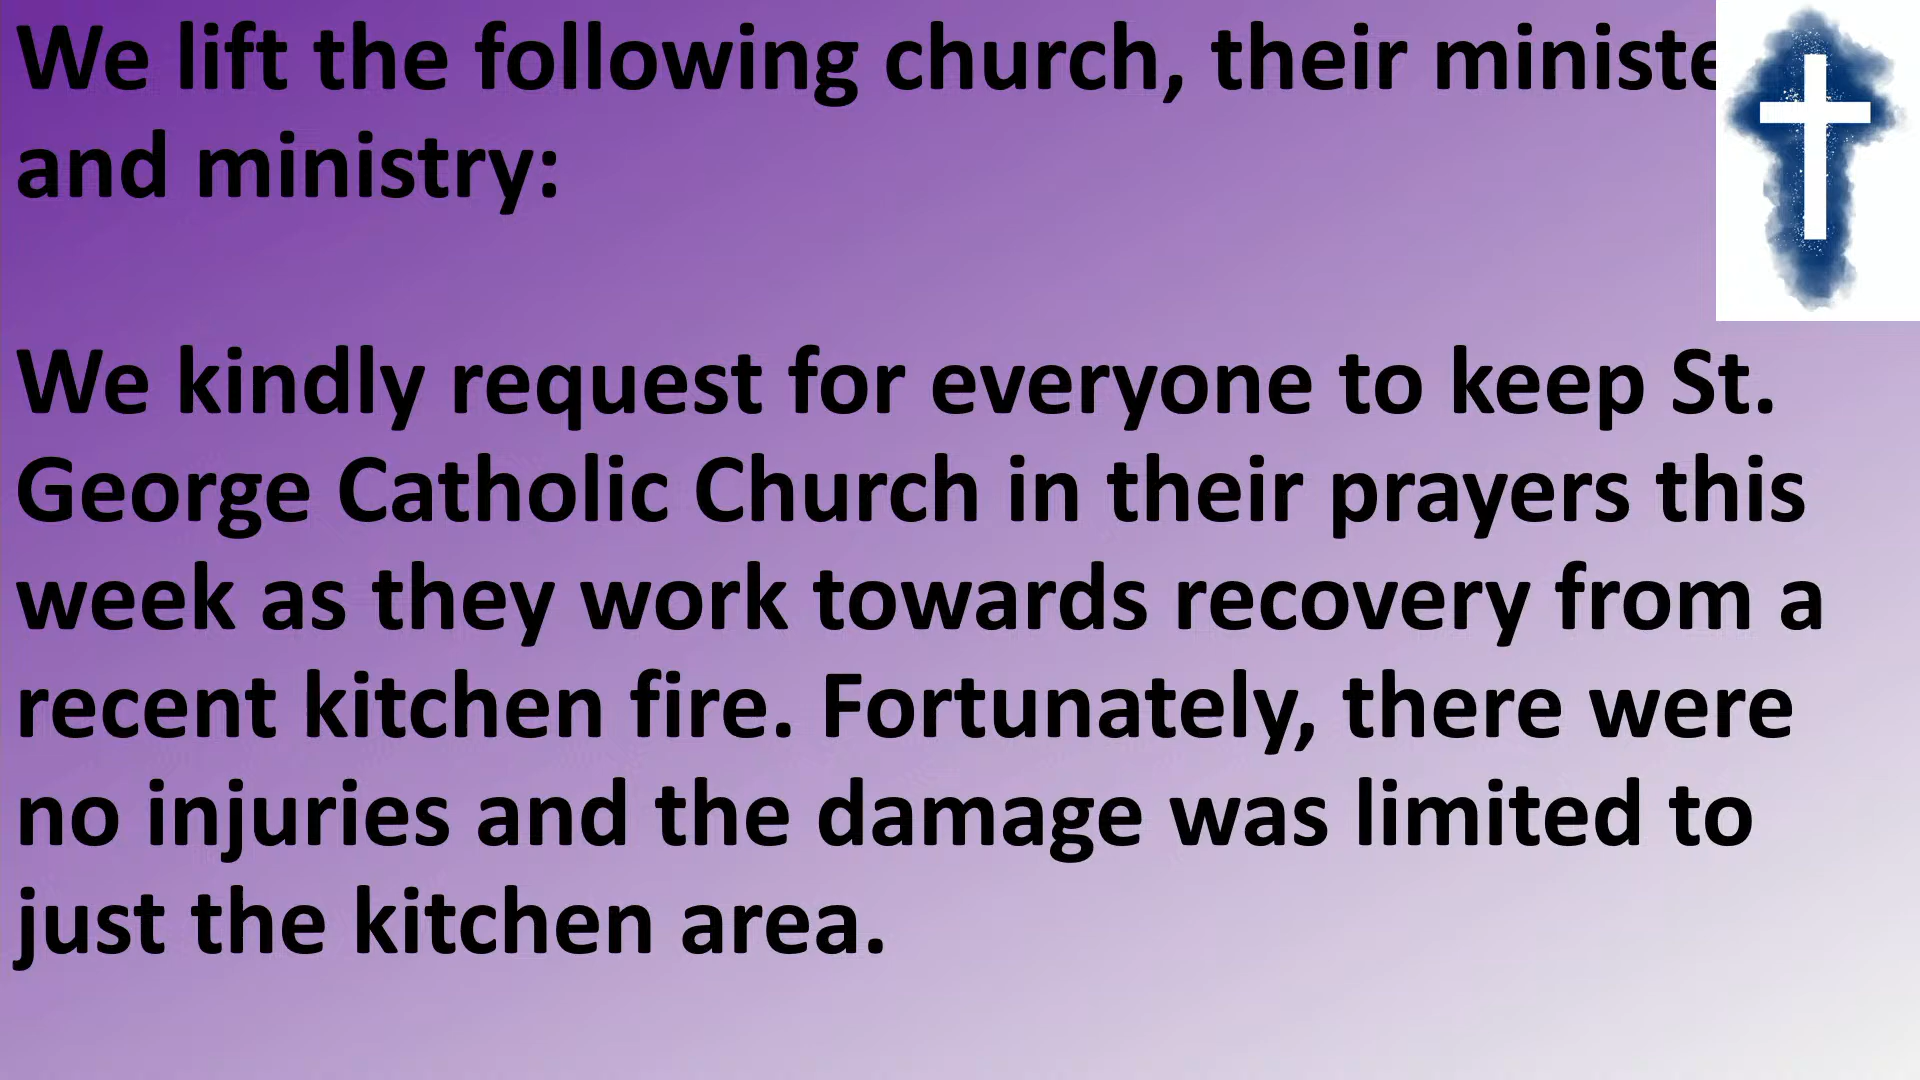 We lift the following church, their ministe
and ministry:
We kindly request for everyone to keep St.
George Catholic Church in their prayers this
week as they work towards recovery from a
recent kitchen fire. Fortunately, there were
no injuries and the damage was limited to
just the kitchen area.